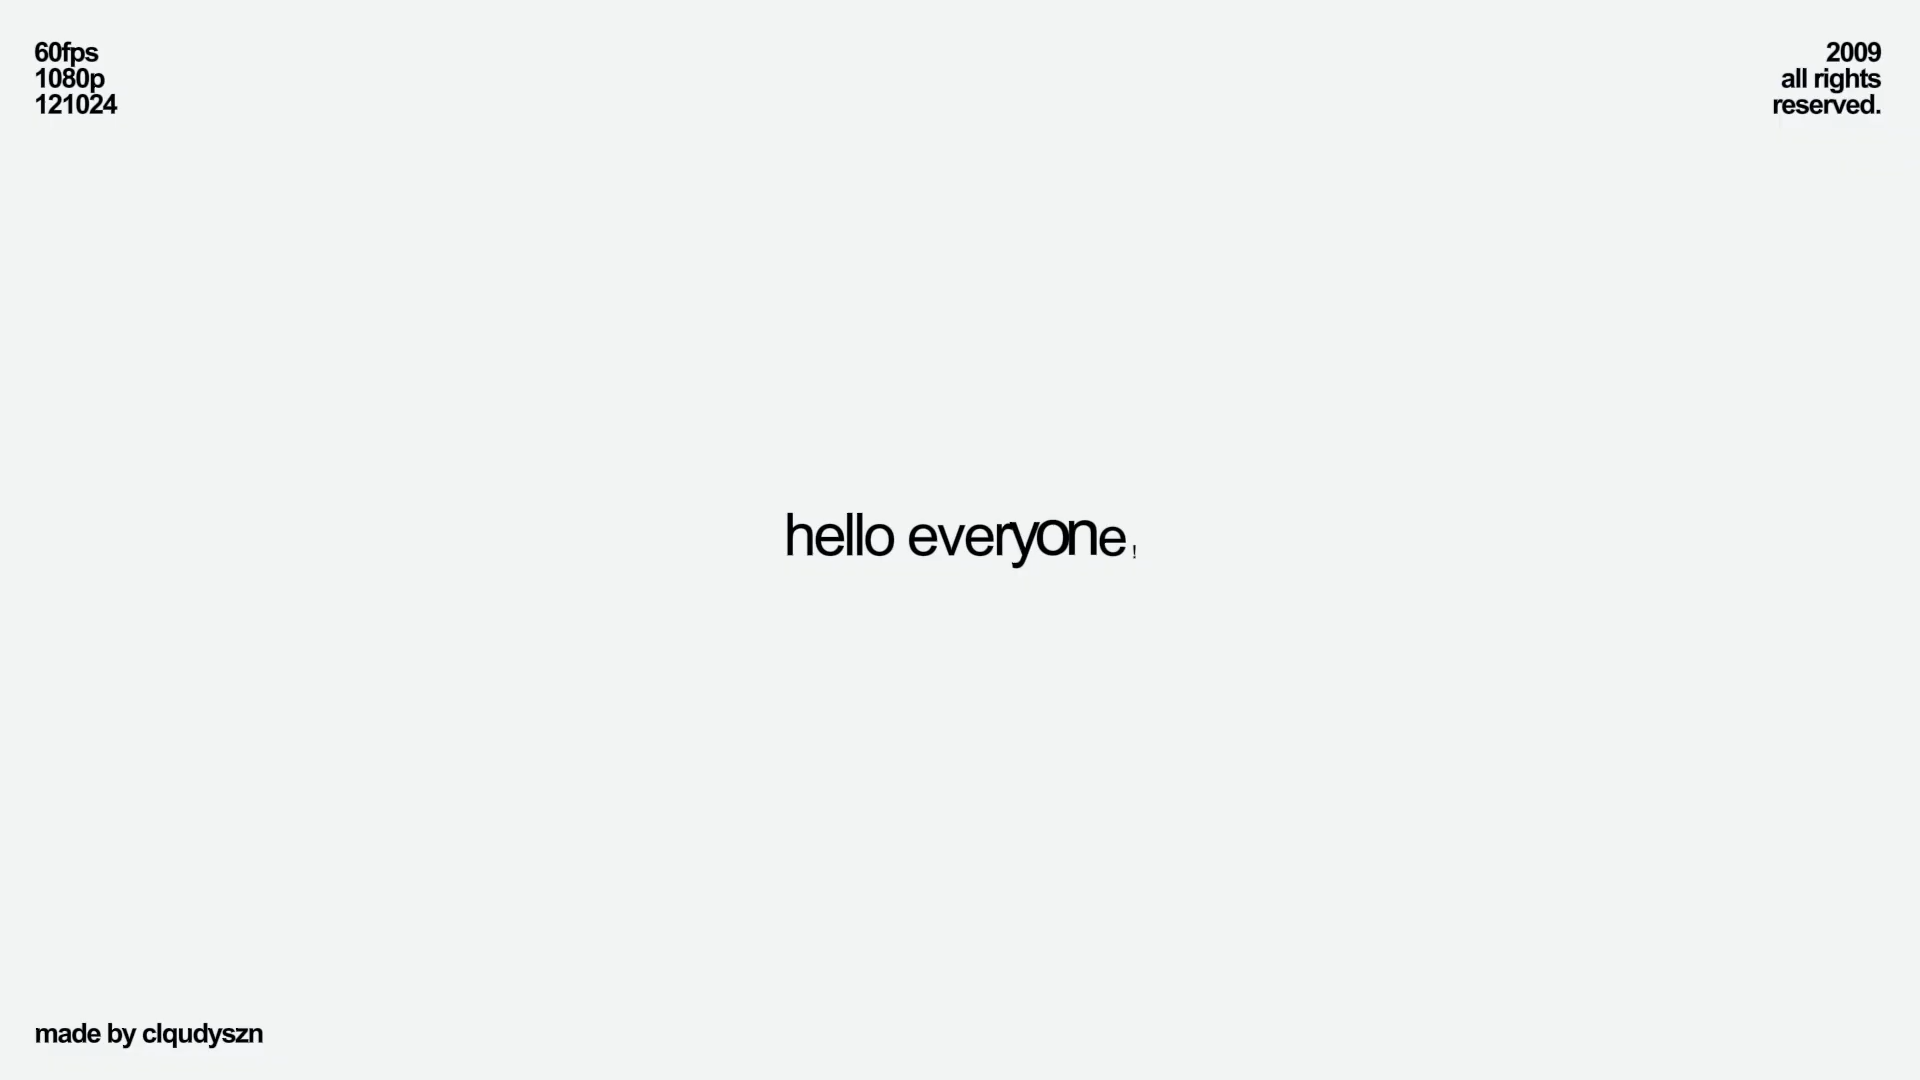 60fps
1080p
121024
2009
all rights
reserved.
hello everyone!
made by clqudyszn